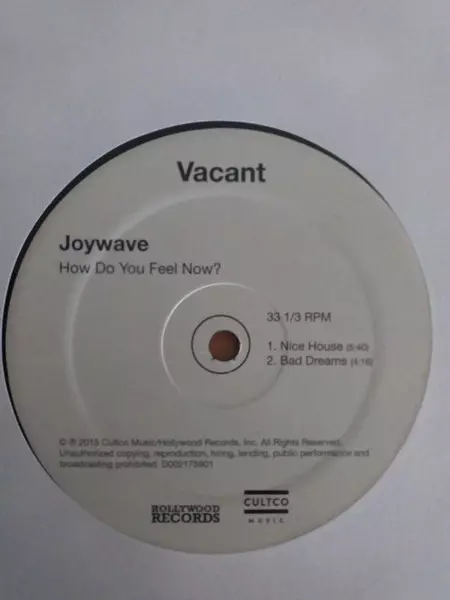 Vacant
Joywave
How Do You Feel Now?
33 1/3 RPM
1. Nice House (5:40)
2. Bad Dreams (4:16)
© ℗ 2015 Cultco Music/Hollywood Records, Inc. All Rights Reserved.
Unauthorized copying, reproduction, hiring, lending, public performance and
broadcasting prohibited. D002175901
HOLLYWOOD
RECORDS
CULTCO
MUSIC